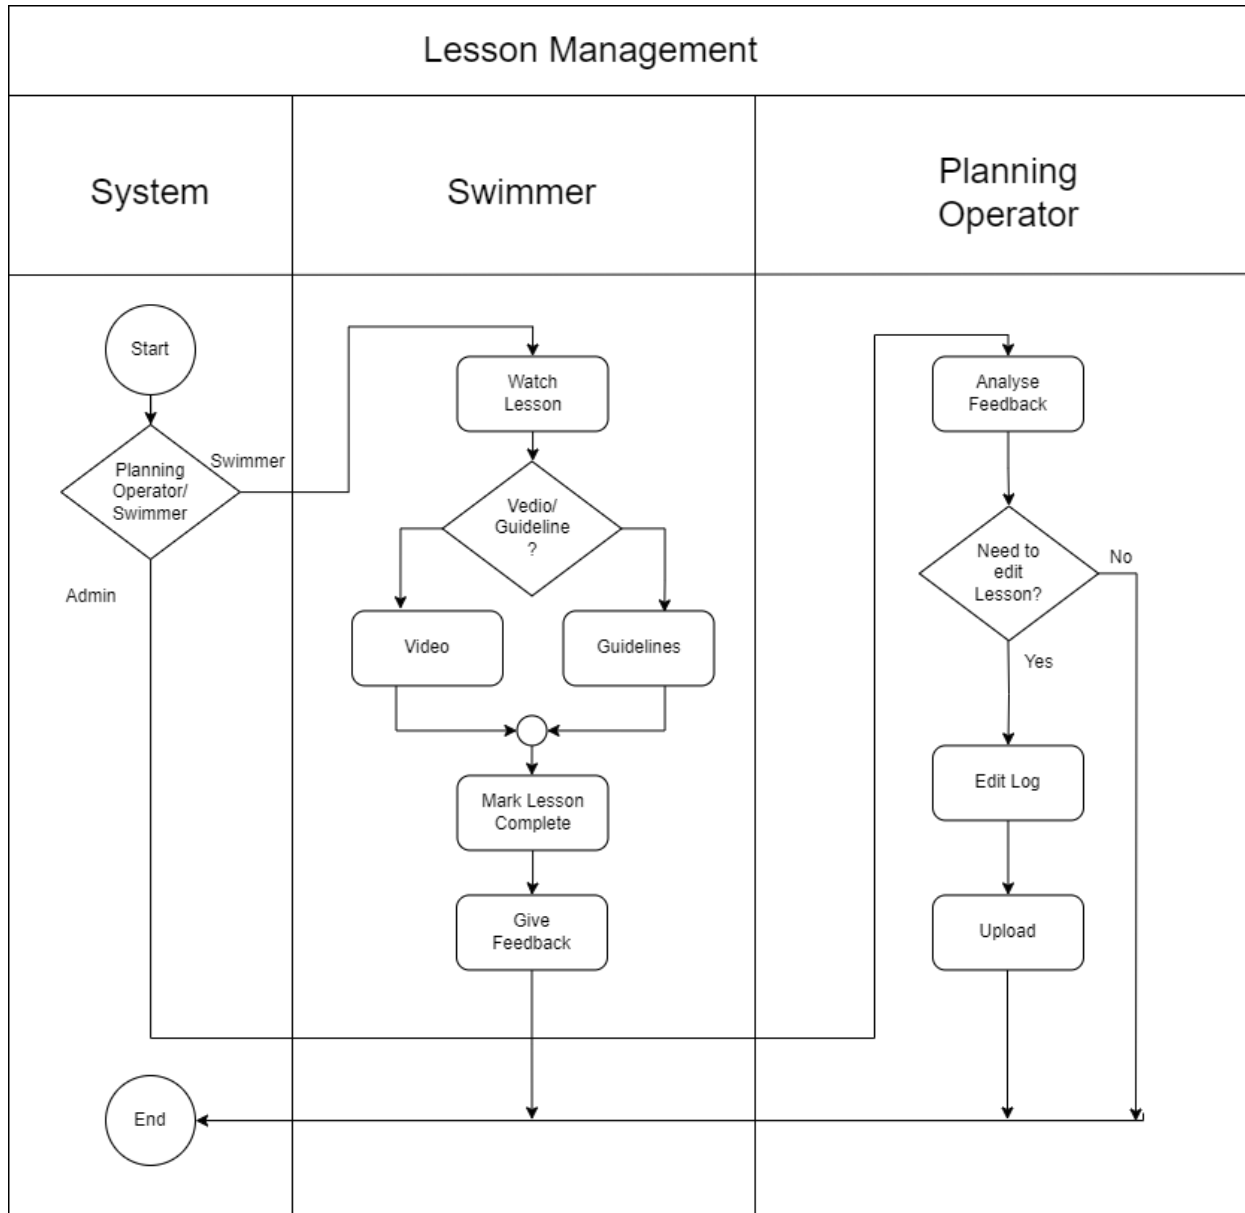 Lesson Management
System
Swimmer
Planning
Operator
Start
Planning
Operator/
Swimmer
Swimmer
Admin
Watch
Lesson
Vedio/
Guideline
?
Video
Guidelines
Mark Lesson
Complete
Give
Feedback
Analyse
Feedback
Need to
edit
Lesson?
No
Yes
Edit Log
Upload
End